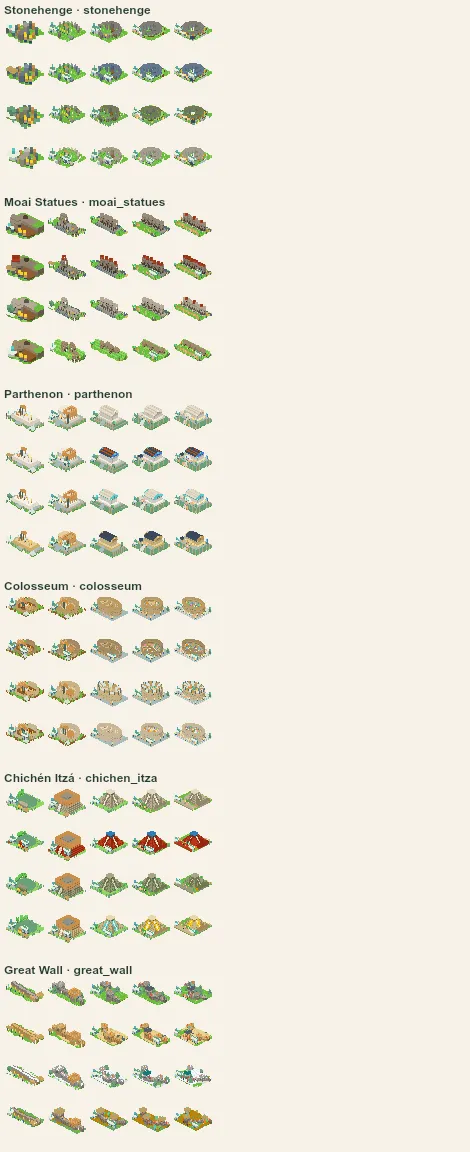 Stonehenge · stonehenge
Moai Statues · moai_statues
Parthenon · parthenon
Colosseum · colosseum
Chichén Itzá · chichen_itza
Great Wall · great_wall